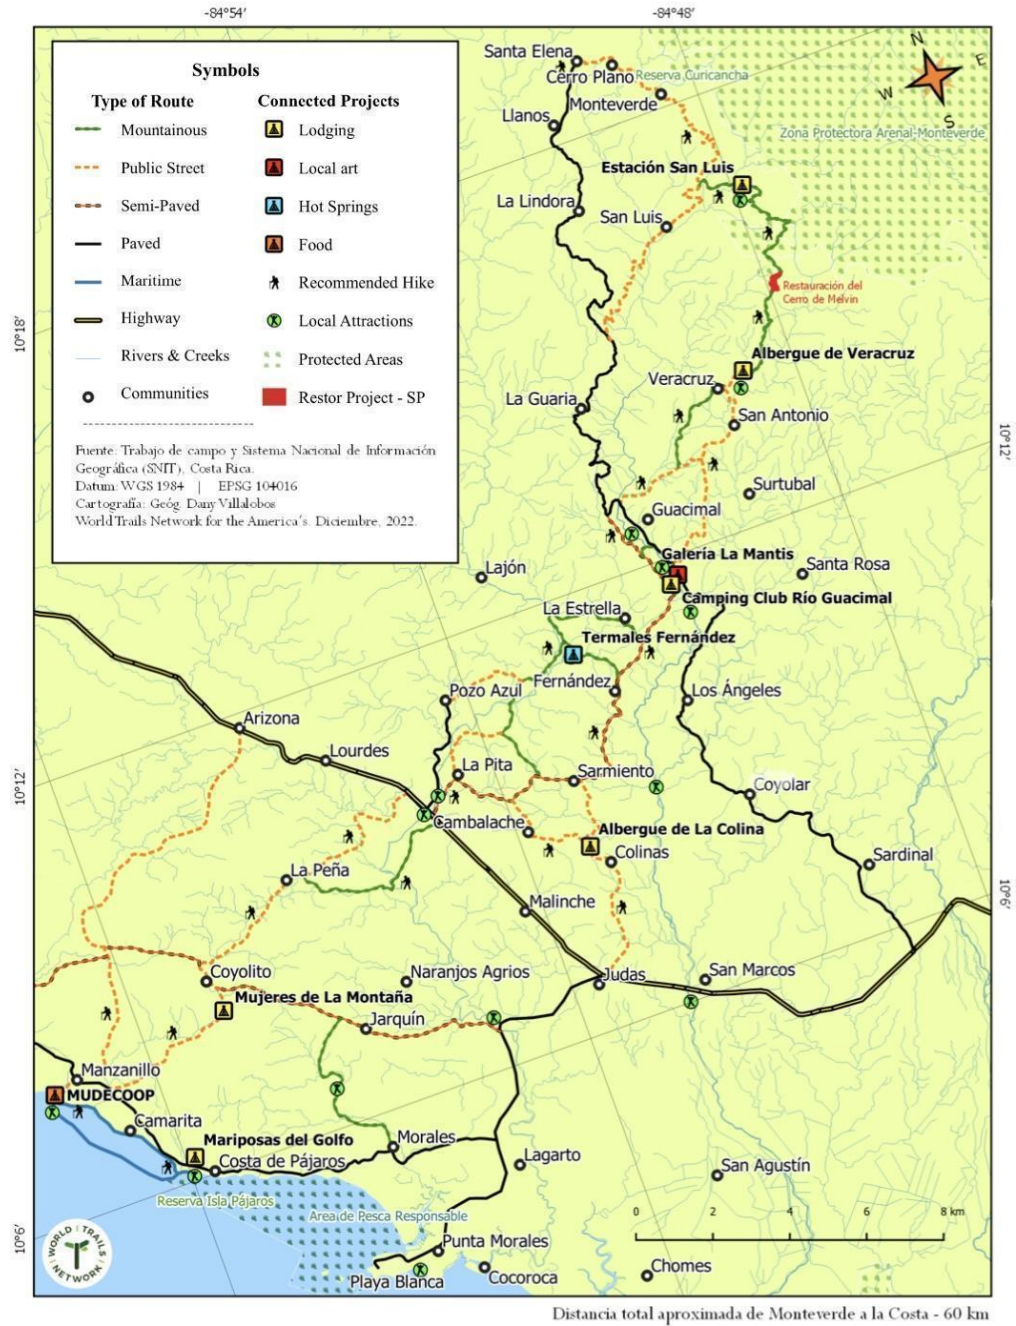 -84°54'
-84°48'
Symbols
Type of Route
Connected Projects
Mountainous
Lodging
Public Street
Local art
Semi-Paved
Hot Springs
Paved
Food
Maritime
Recommended Hike
Highway
Local Attractions
Rivers & Creeks
Protected Areas
Communities
Restor Project - SP
Fuente: Trabajo de campo y Sistema Nacional de Información
Geográfica (SNIT), Costa Rica.
Datum: WGS 1984 | EPSG 104016
Cartografía: Geóg. Dany Villalobos
World Trails Network for the America´s. Diciembre, 2022.
N
E
W
S
Santa Elena
Cerro Plano
Reserva Curicancha
Monteverde
Llanos
Zona Protectora Arenal-Monteverde
Estación San Luis
La Lindora
San Luis
Restauración del
Cerro de Melvin
10°18'
Albergue de Veracruz
Veracruz
La Guaria
San Antonio
10°12'
Surtubal
Guacimal
Galería La Mantis
Santa Rosa
Lajón
Camping Club Río Guacimal
La Estrella
Termales Fernández
Fernández
Pozo Azul
Los Ángeles
Arizona
Lourdes
La Pita
Sarmiento
10°12'
Coyolar
Cambalache
Albergue de La Colina
Colinas
Sardinal
La Peña
10°6'
Malinche
Coyolito
Naranjos Agrios
Judas
San Marcos
Mujeres de La Montaña
Jarquín
Manzanillo
MUDECOOP
Camarita
Mariposas del Golfo
Morales
Costa de Pájaros
Lagarto
San Agustín
Reserva Isla Pájaros
Area de Pesca Responsable
0 2 4 6 8 km
10°6'
WORLD TRAILS NETWORK
Punta Morales
Playa Blanca
Cocoroca
Chomes
Distancia total aproximada de Monteverde a la Costa - 60 km